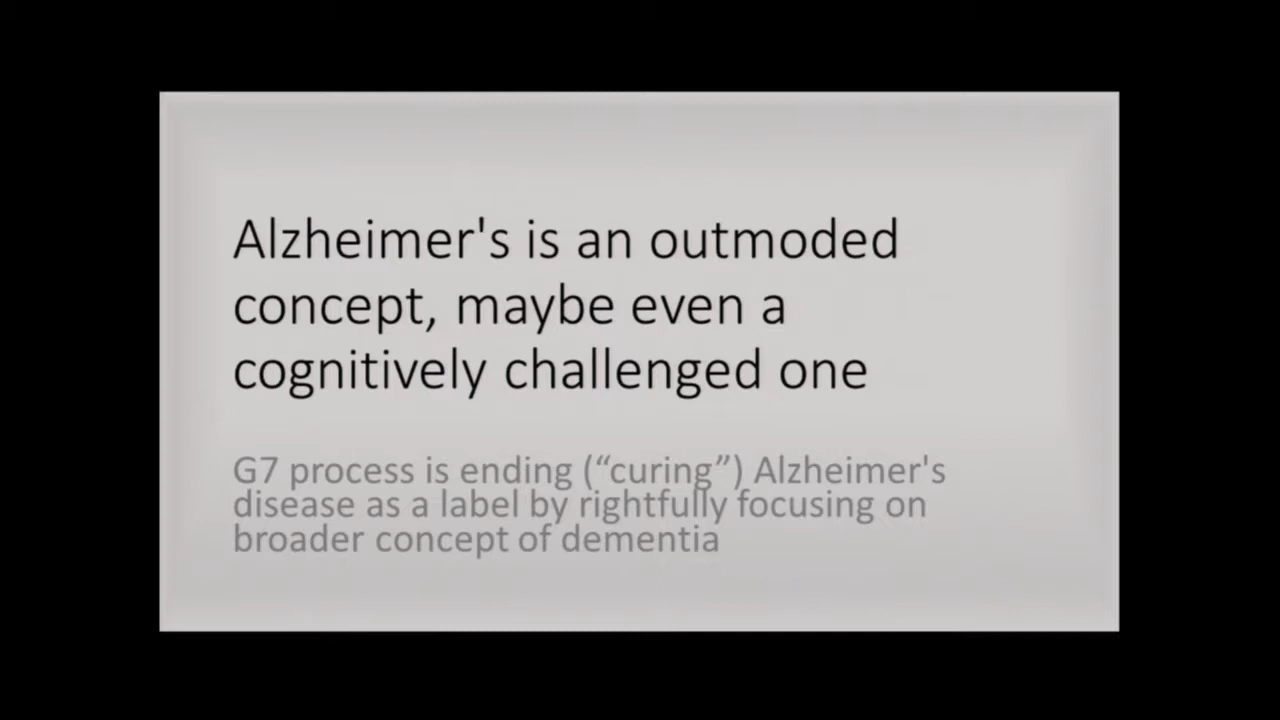 Alzheimer's is an outmoded
concept, maybe even a
cognitively challenged one
G7 process is ending (“curing”) Alzheimer's
disease as a label by rightfully focusing on
broader concept of dementia